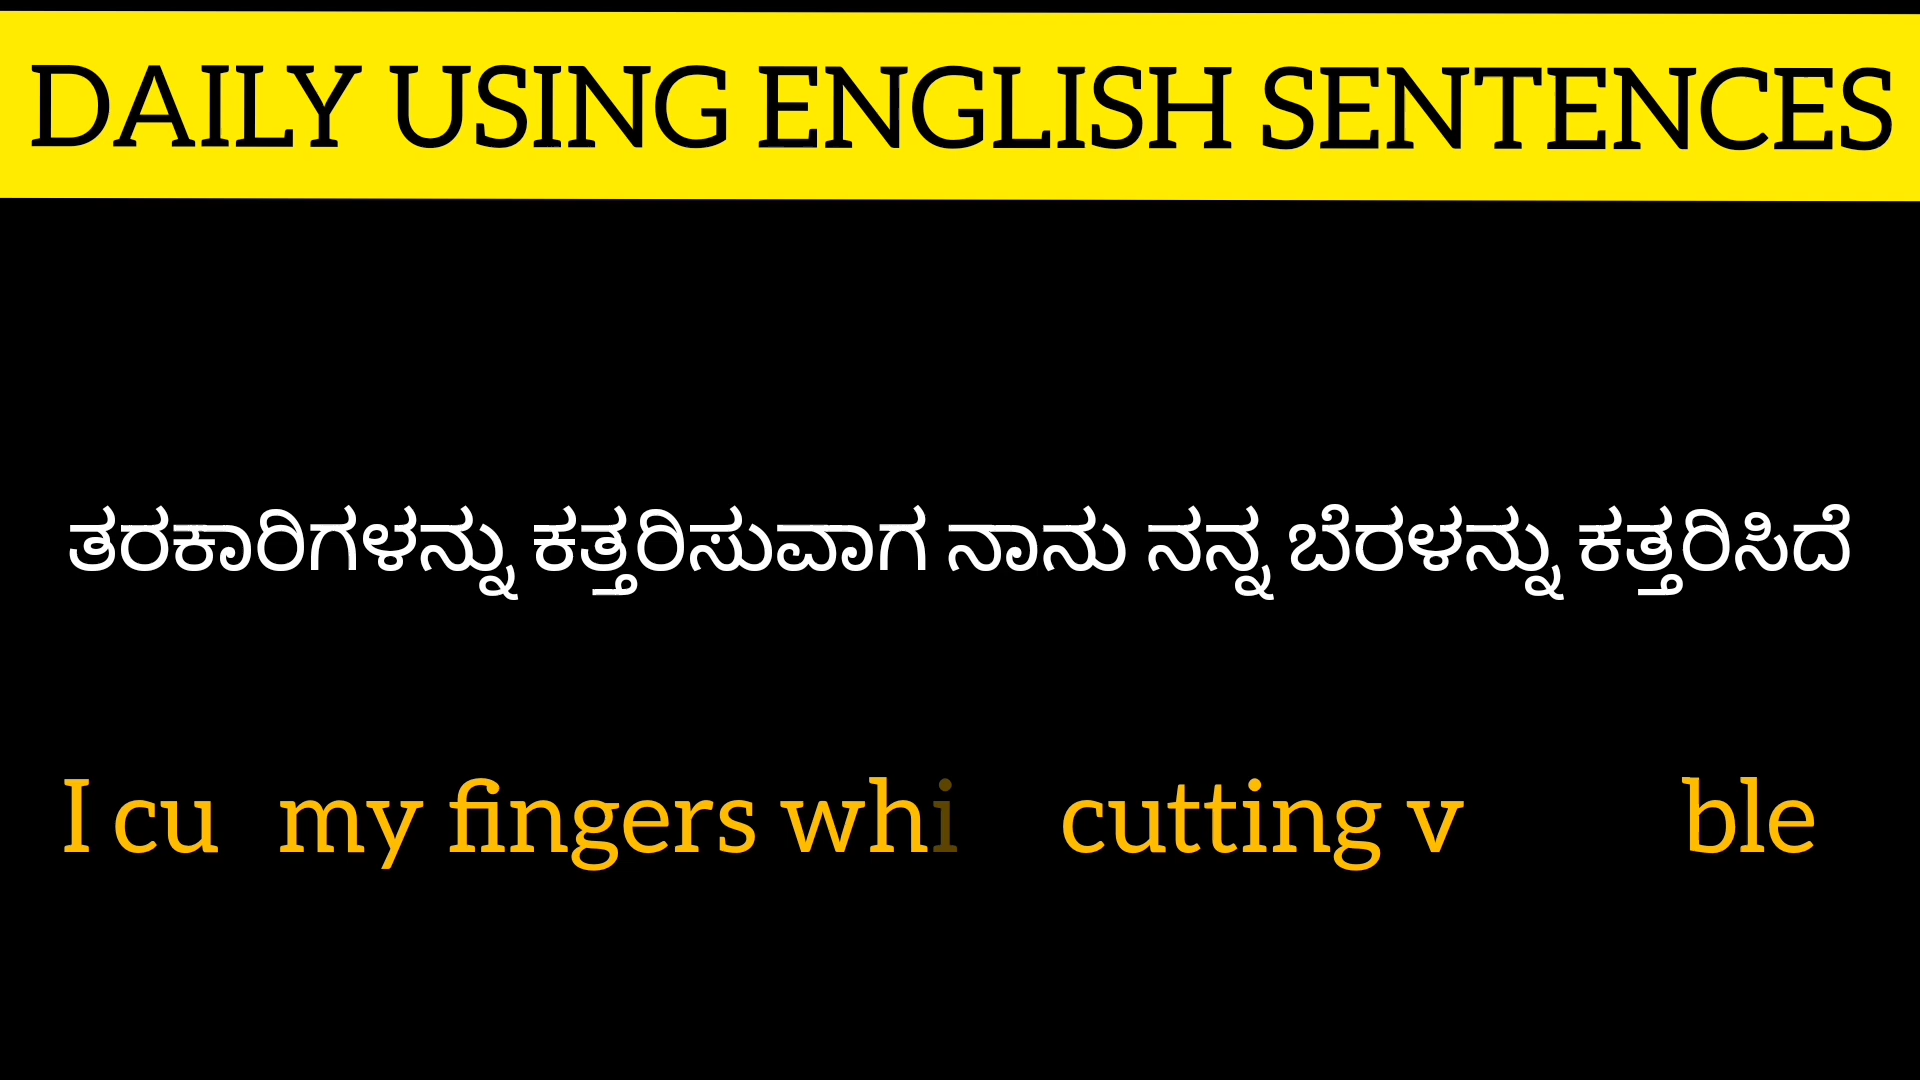 DAILY USING ENGLISH SENTENCES
ತರಕಾರಿಗಳನ್ನು ಕತ್ತರಿಸುವಾಗ ನಾನು ನನ್ನ ಬೆರಳನ್ನು ಕತ್ತರಿಸಿದೆ
I cu my fingers whi cutting v ble